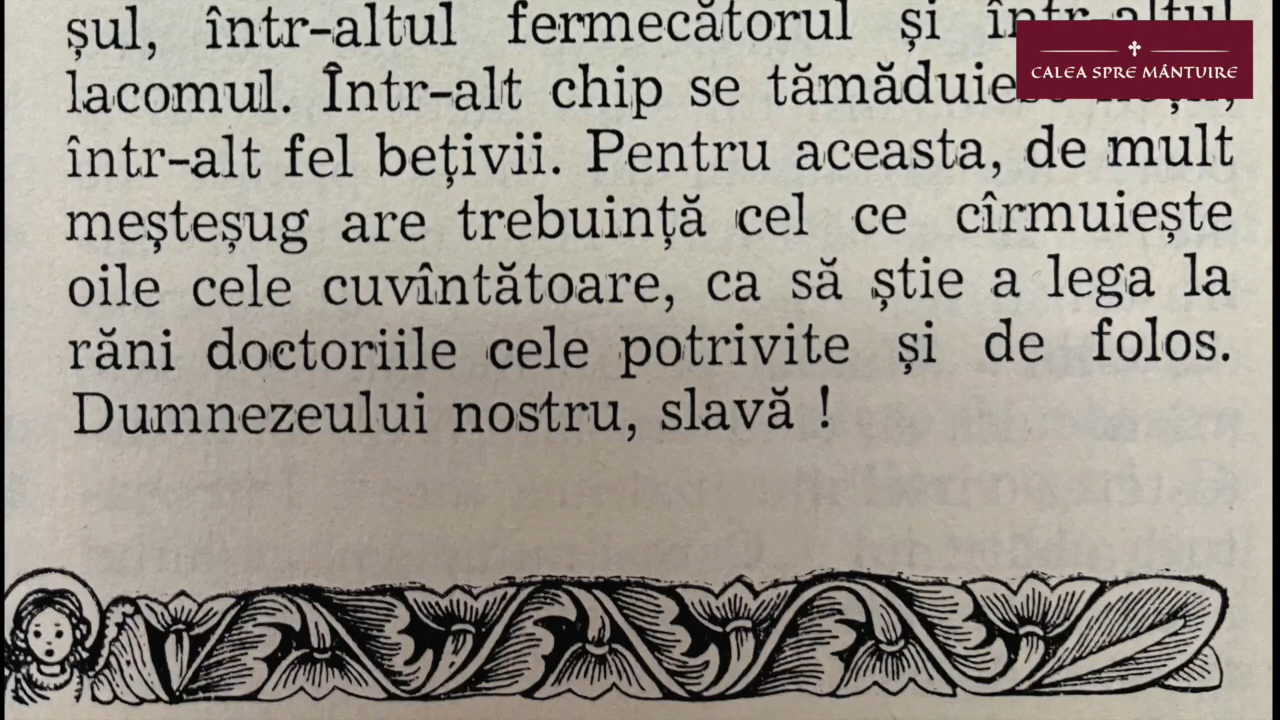 șul, într-altul fermecătorul și într-altul
lacomul. Într-alt chip se tămăduiesc
într-alt fel bețivii. Pentru aceasta, de mult
meșteșug are trebuință cel ce cîrmuiește
oile cele cuvîntătoare, ca să știe a lega la
răni doctoriile cele potrivite și de folos.
Dumnezeului nostru, slavă !
CALEA SPRE MÂNTUIRE